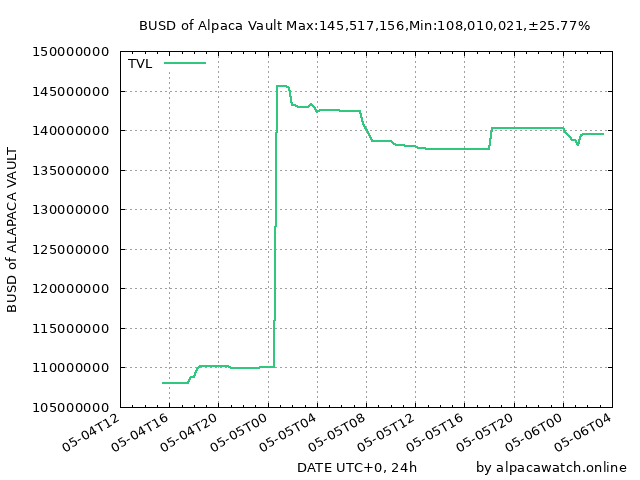 BUSD of Alpaca Vault Max:145,517,156,Min:108,010,021,±25.77%
150000000
TVL
145000000
140000000
135000000
130000000
125000000
120000000
115000000
110000000
105000000
BUSD of ALAPACA VAULT
05-04T12
05-04T16
05-04T20
05-05T00
05-05T04
05-05T08
05-05T12
05-05T16
05-05T20
05-06T00
05-06T04
DATE UTC+0, 24h
by alpacawatch.online